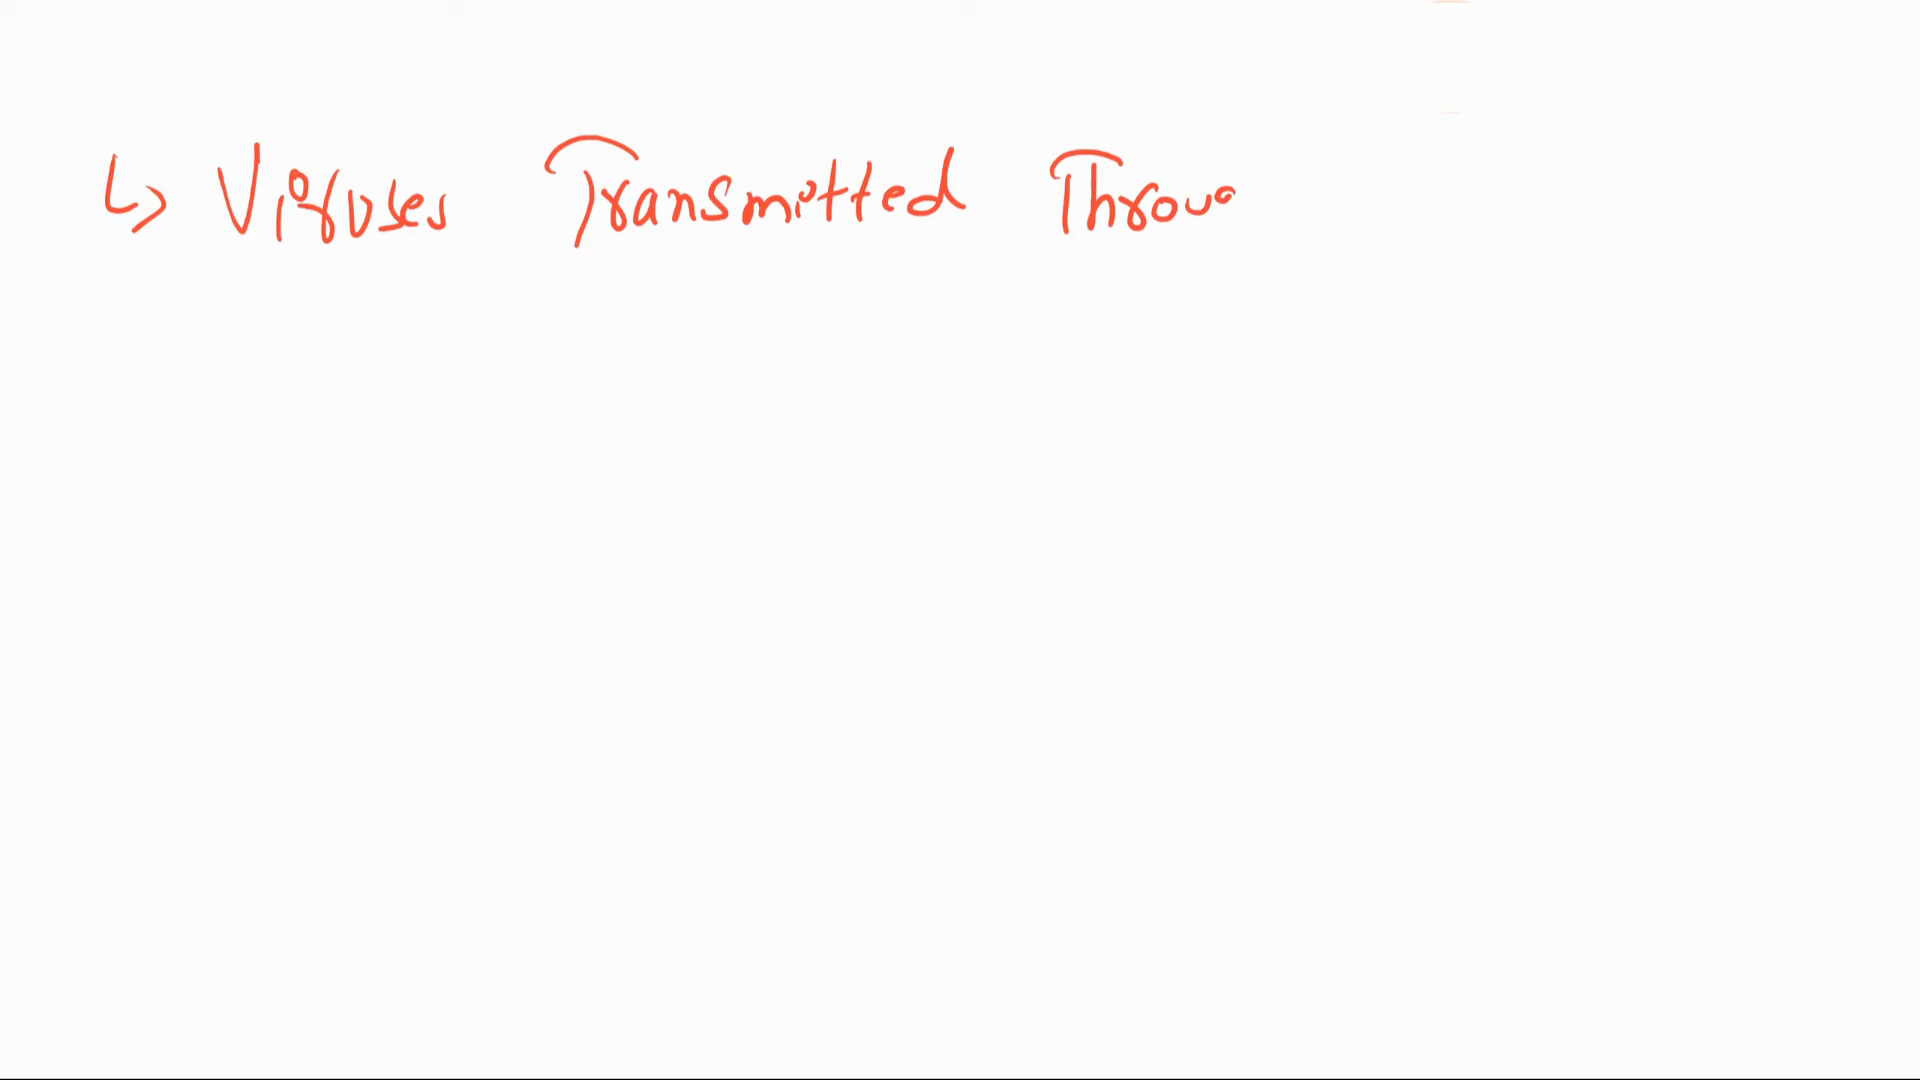 ↳ Viruses Transmitted Throu